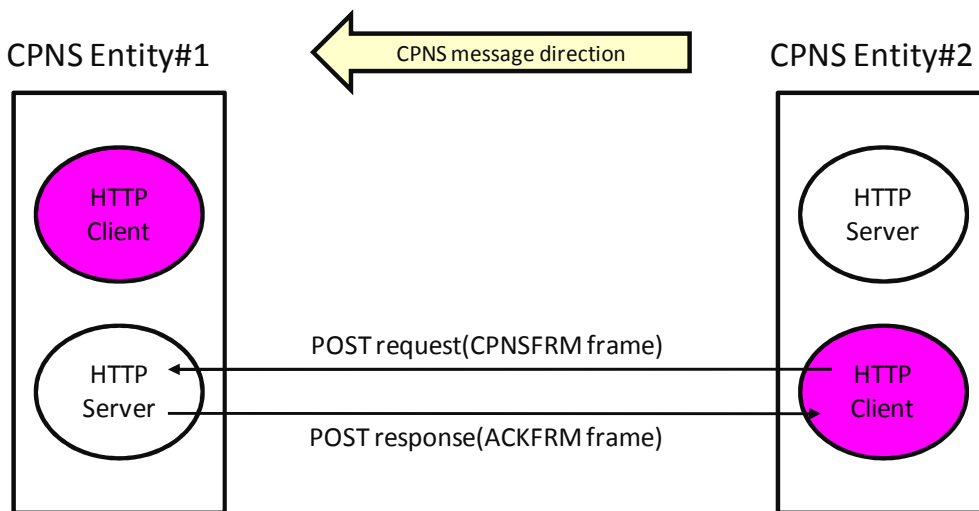 CPNS Entity#1
CPNS message direction
CPNS Entity#2
HTTP
Client
HTTP
Server
POST request(CPNSFRM frame)
HTTP
Server
HTTP
Client
POST response(ACKFRM frame)